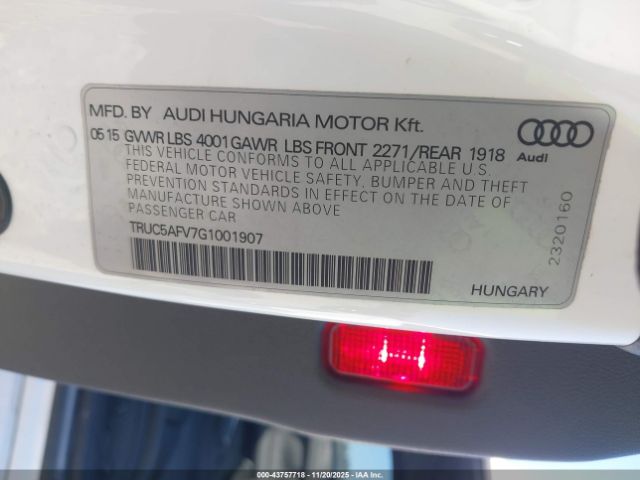 MFD. BY AUDI HUNGARIA MOTOR Kft.
05 15 GVWR LBS 4001 GAWR LBS FRONT 2271/REAR 1918
THIS VEHICLE CONFORMS TO ALL APPLICABLE U.S.
FEDERAL MOTOR VEHICLE SAFETY, BUMPER AND THEFT
PREVENTION STANDARDS IN EFFECT ON THE DATE OF
MANUFACTURE SHOWN ABOVE
PASSENGER CAR
TRUC5AFV7G1001907
Audi
2320160
HUNGARY
000-43757718 | 11/20/2025 | IAA Inc.